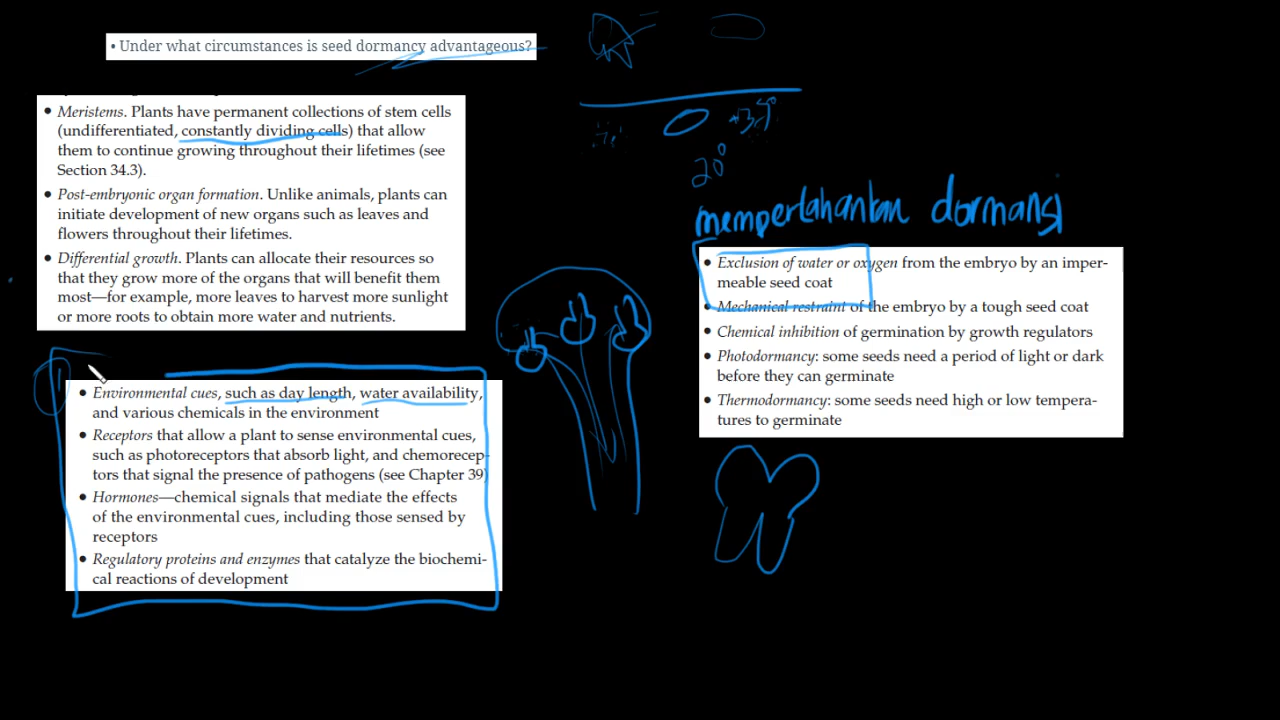 • Under what circumstances is seed dormancy advantageous?
• Meristems. Plants have permanent collections of stem cells
(undifferentiated, constantly dividing cells) that allow
them to continue growing throughout their lifetimes (see
Section 34.3).
• Post-embryonic organ formation. Unlike animals, plants can
initiate development of new organs such as leaves and
flowers throughout their lifetimes.
• Differential growth. Plants can allocate their resources so
that they grow more of the organs that will benefit them
most—for example, more leaves to harvest more sunlight
or more roots to obtain more water and nutrients.
• Environmental cues, such as day length, water availability,
and various chemicals in the environment
• Receptors that allow a plant to sense environmental cues,
such as photoreceptors that absorb light, and chemorecep-
tors that signal the presence of pathogens (see Chapter 39)
• Hormones—chemical signals that mediate the effects
of the environmental cues, including those sensed by
receptors
• Regulatory proteins and enzymes that catalyze the biochemi-
cal reactions of development
20°
mempertahankan dormansi
• Exclusion of water or oxygen from the embryo by an imper-
meable seed coat
• Mechanical restraint of the embryo by a tough seed coat
• Chemical inhibition of germination by growth regulators
• Photodormancy: some seeds need a period of light or dark
before they can germinate
• Thermodormancy: some seeds need high or low tempera-
tures to germinate